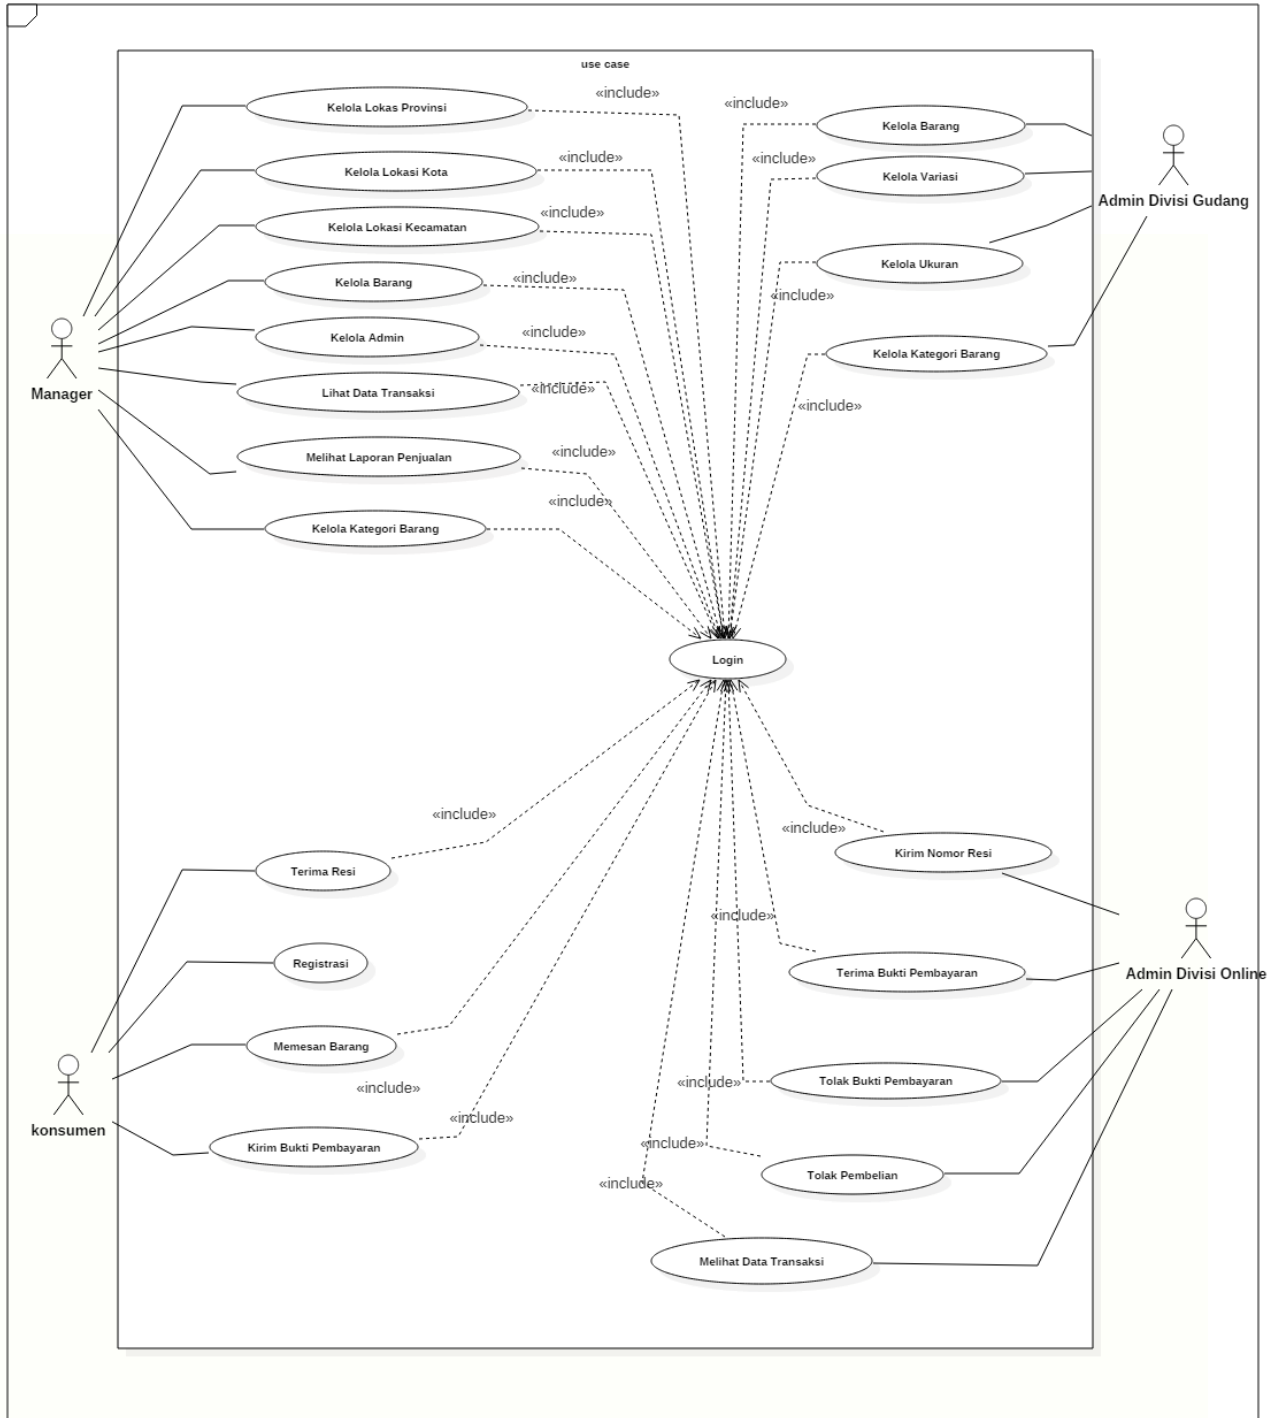 use case
Kelola Lokas Provinsi
«include»
Kelola Lokasi Kota
«include»
Kelola Lokasi Kecamatan
«include»
Kelola Barang
«include»
Kelola Admin
«include»
Lihat Data Transaksi
«include»
Melihat Laporan Penjualan
«include»
Kelola Kategori Barang
«include»
Manager
«include»
Kelola Barang
«include»
Kelola Variasi
«include»
Kelola Ukuran
«include»
Kelola Kategori Barang
Admin Divisi Gudang
Login
«include»
Terima Resi
Registrasi
Memesan Barang
«include»
Kirim Bukti Pembayaran
«include»
konsumen
«include»
Kirim Nomor Resi
«include»
Terima Bukti Pembayaran
«include»
Tolak Bukti Pembayaran
«include»
Tolak Pembelian
«include»
Melihat Data Transaksi
Admin Divisi Online